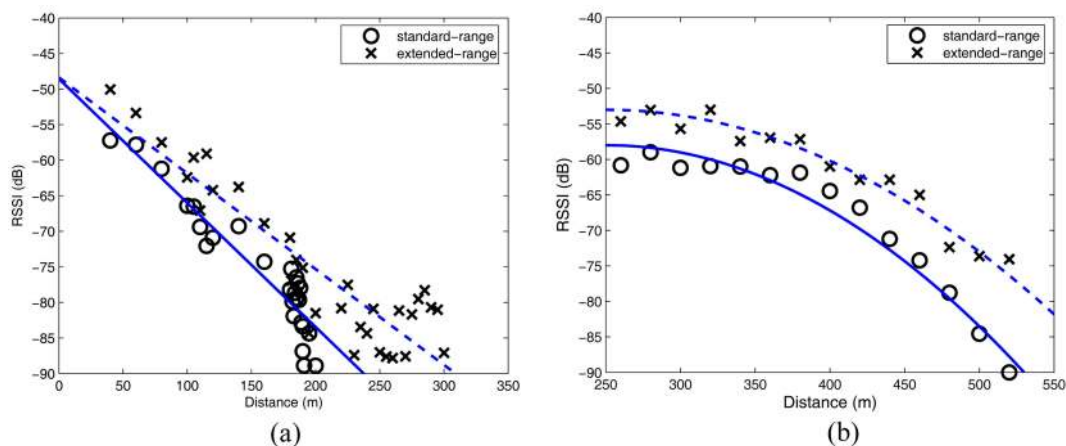 -40
-45
-50
-55
-60
-65
-70
-75
-80
-85
-90
RSSI (dB)
standard-range
extended-range
0 50 100 150 200 250 300 350
Distance (m)
(a)
-40
-45
-50
-55
-60
-65
-70
-75
-80
-85
-90
RSSI (dB)
standard-range
extended-range
250 300 350 400 450 500 550
Distance (m)
(b)